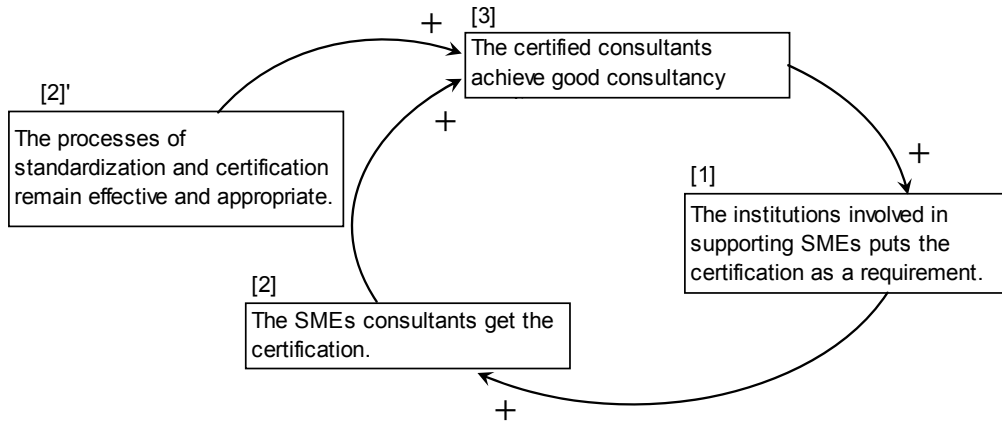 [3]
The certified consultants
achieve good consultancy
+
[2]'
The processes of
standardization and certification
remain effective and appropriate.
+
+
[1]
The institutions involved in
supporting SMEs puts the
certification as a requirement.
[2]
The SMEs consultants get the
certification.
+